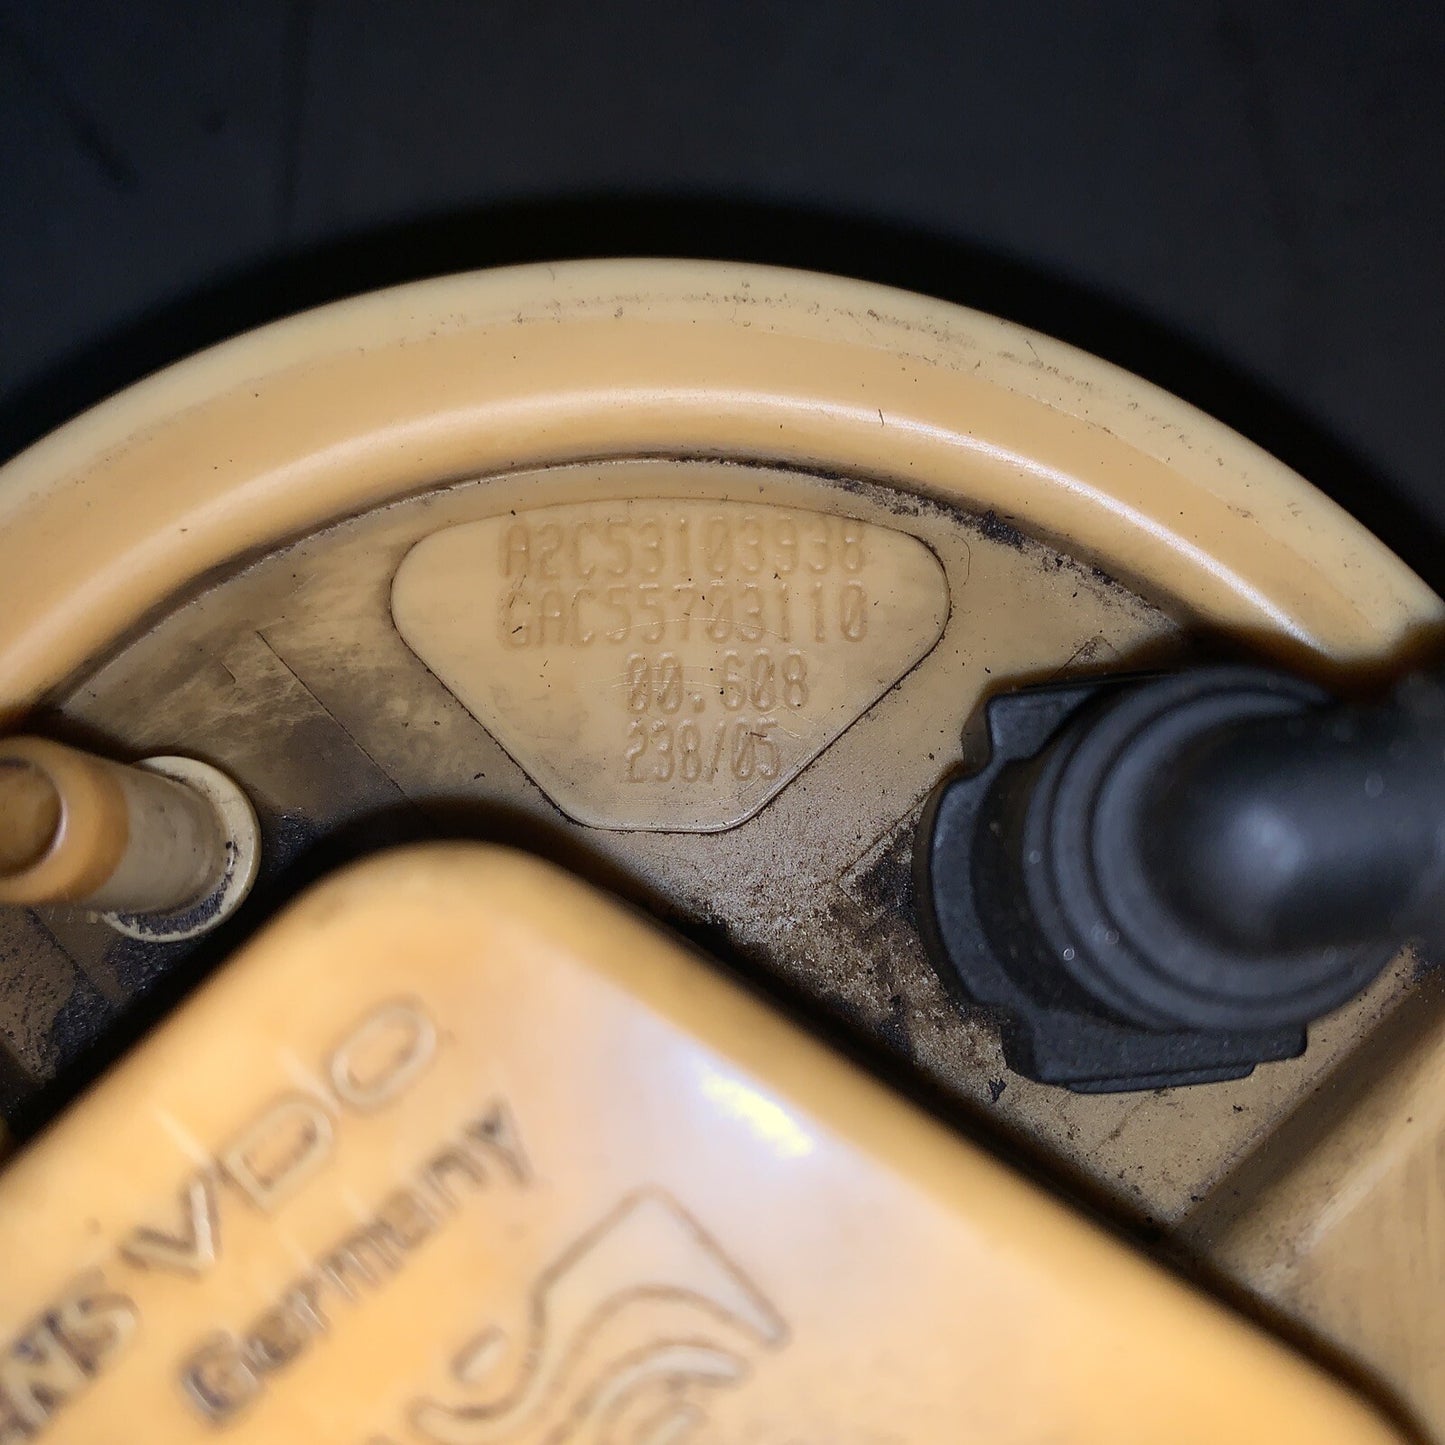 A2C53103938
GAC55703110
00.608
238/05
VDO
Germany